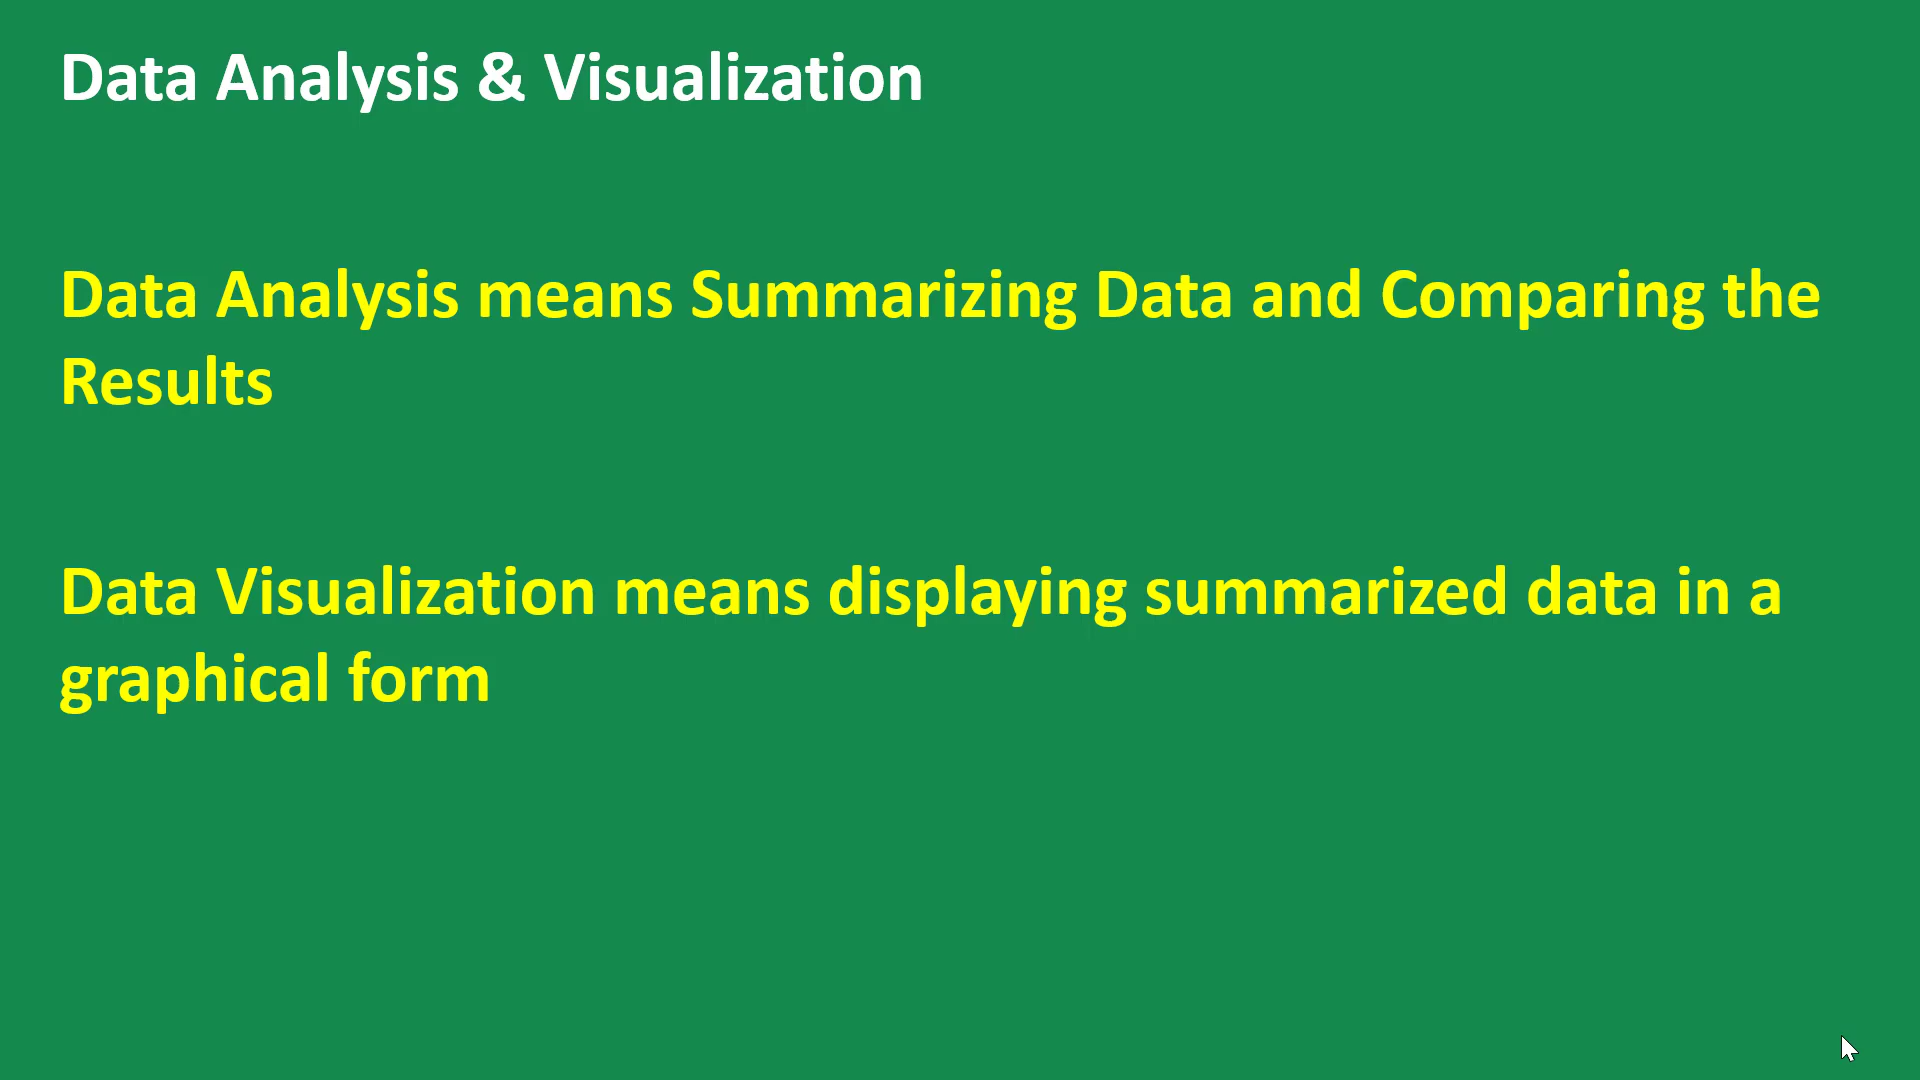 Data Analysis & Visualization
Data Analysis means Summarizing Data and Comparing the
Results
Data Visualization means displaying summarized data in a
graphical form